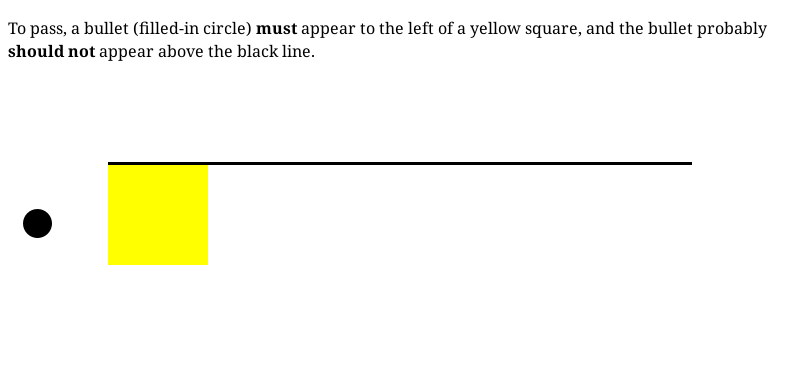 To pass, a bullet (filled-in circle) must appear to the left of a yellow square, and the bullet probably
should not appear above the black line.